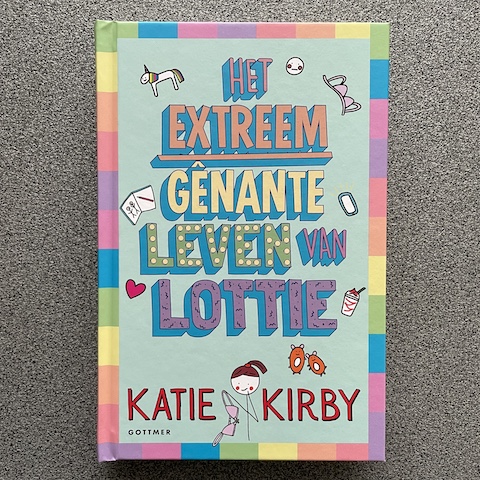 HET
EXTREEM
GÊNANTE
LEVEN VAN
LOTTIE
KATIE KIRBY
GOTTMER